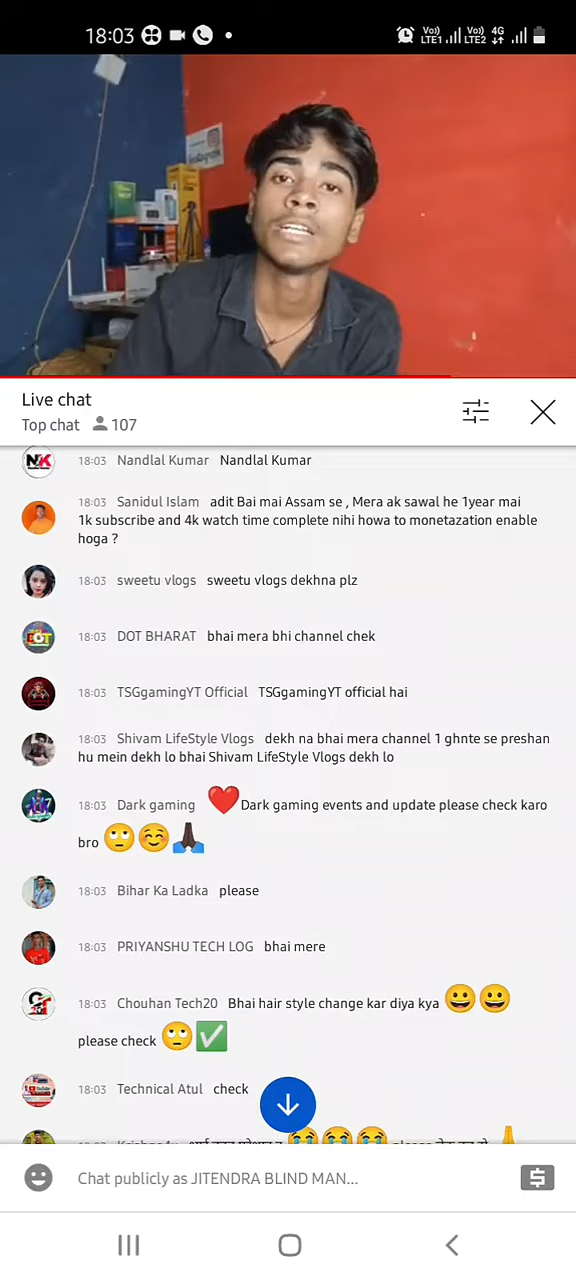 18:03
Vo) LTE1 Vo) LTE2 4G
Live chat
Top chat 107
18:03 Nandlal Kumar Nandlal Kumar
18:03 Sanidul Islam adit Bai mai Assam se , Mera ak sawal he 1year mai
1k subscribe and 4k watch time complete nihi howa to monetazation enable
hoga ?
18:03 sweetu vlogs sweetu vlogs dekhna plz
18:03 DOT BHARAT bhai mera bhi channel chek
18:03 TSGgamingYT Official TSGgamingYT official hai
18:03 Shivam LifeStyle Vlogs dekh na bhai mera channel 1 ghnte se preshan
hu mein dekh lo bhai Shivam LifeStyle Vlogs dekh lo
18:03 Dark gaming ❤️Dark gaming events and update please check karo
bro 🙄☺️🙏🏿
18:03 Bihar Ka Ladka please
18:03 PRIYANSHU TECH LOG bhai mere
18:03 Chouhan Tech20 Bhai hair style change kar diya kya 😀😀
please check 🙄✅
18:03 Technical Atul check
Chat publicly as JITENDRA BLIND MAN...